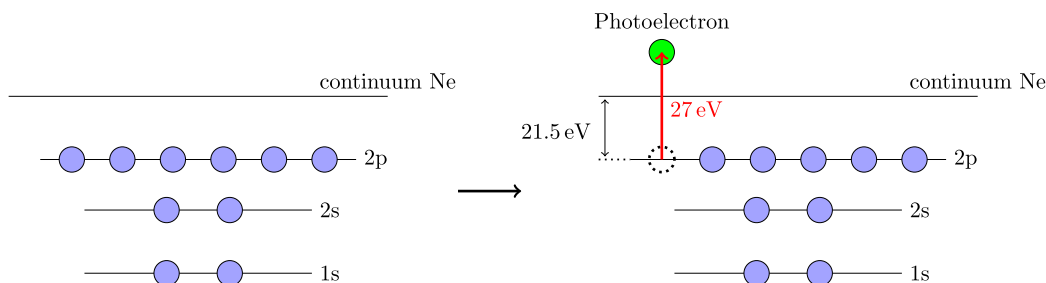 Photoelectron
continuum Ne
continuum Ne
27 eV
21.5 eV
2p
2p
2s
2s
1s
1s